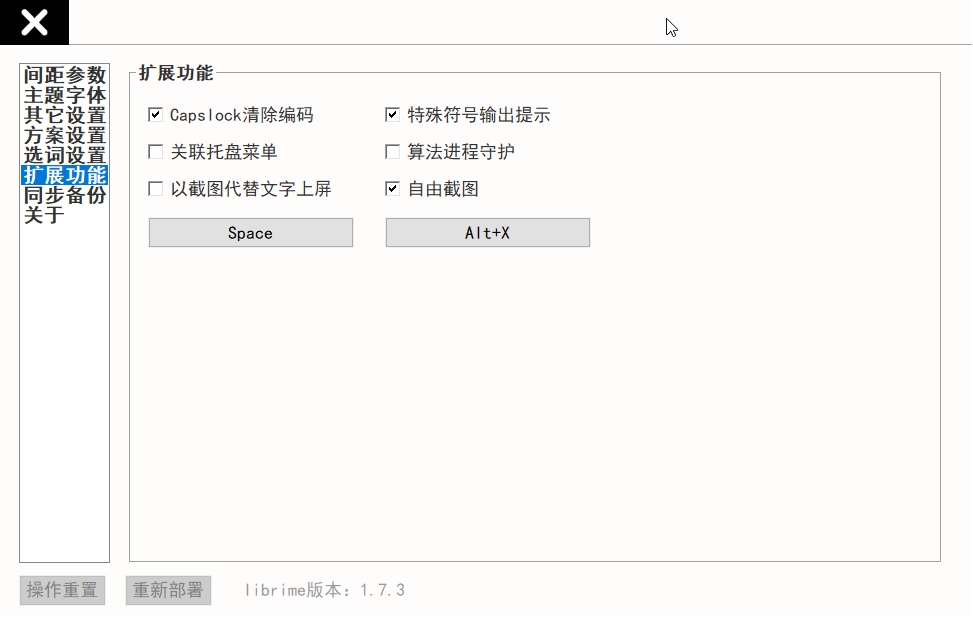 间距参数
主题字体
其它设置
方案设置
选词设置
扩展功能
同步备份
关于
扩展功能
Capslock清除编码
特殊符号输出提示
关联托盘菜单
算法进程守护
以截图代替文字上屏
自由截图
Space
Alt+X
操作重置
重新部署
librime版本：1.7.3